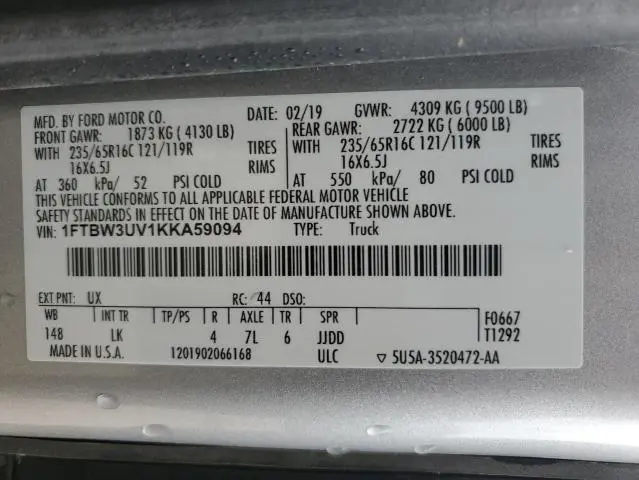 MFD. BY FORD MOTOR CO. DATE: 02/19 GVWR: 4309 KG ( 9500 LB)
FRONT GAWR: 1873 KG ( 4130 LB) REAR GAWR: 2722 KG ( 6000 LB)
WITH 235/65R16C 121/119R TIRES WITH 235/65R16C 121/119R TIRES
16X6.5J RIMS 16X6.5J RIMS
AT 360 kPa/ 52 PSI COLD AT 550 kPa/ 80 PSI COLD
THIS VEHICLE CONFORMS TO ALL APPLICABLE FEDERAL MOTOR VEHICLE
SAFETY STANDARDS IN EFFECT ON THE DATE OF MANUFACTURE SHOWN ABOVE.
VIN: 1FTBW3UV1KKA59094 TYPE: Truck
EXT PNT: UX RC: 44 DSO:
WB INT TR TP/PS R AXLE TR SPR F0667
148 LK 4 7L 6 JJDD T1292
MADE IN U.S.A. 1201902066168 ULC ▽ 5U5A-3520472-AA